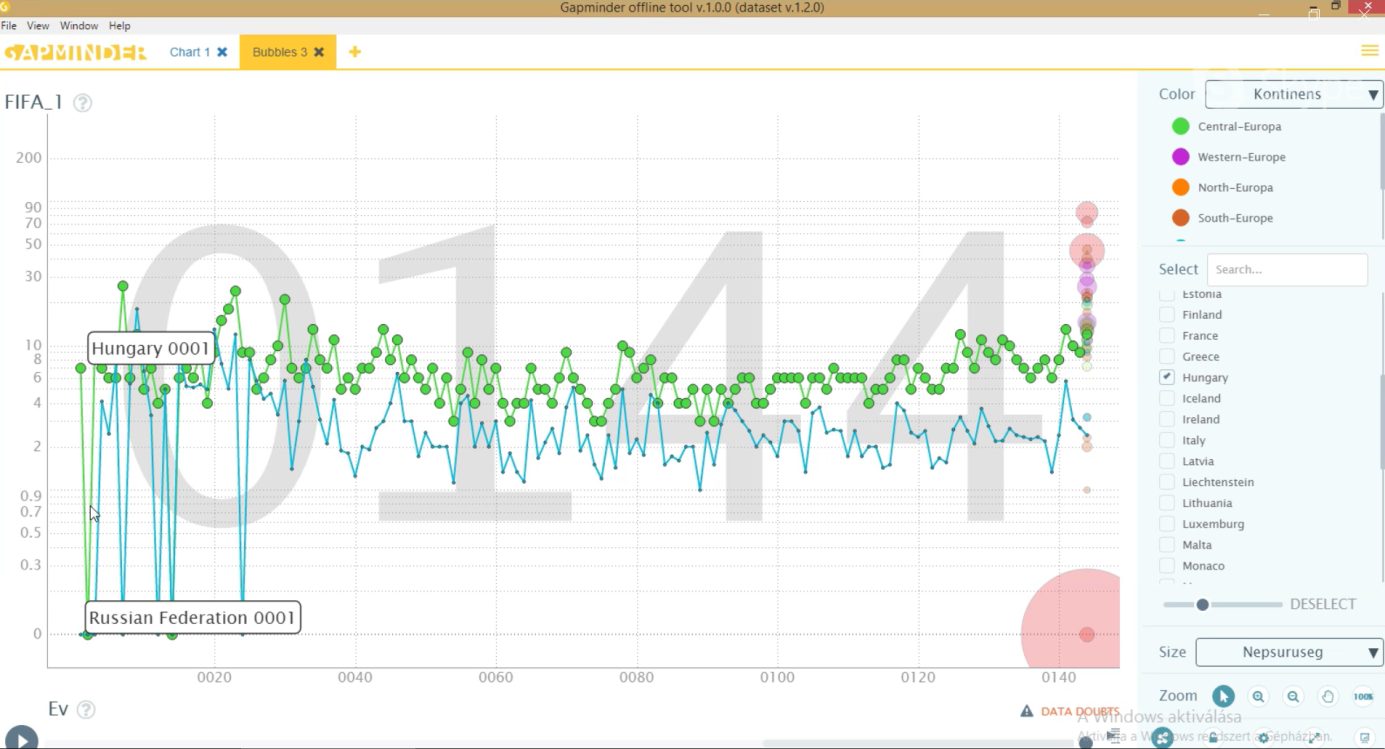 Gapminder offline tool v.1.0.0 (dataset v.1.2.0)
File View Window Help
GAPMINDER
Chart 1 ✖
Bubbles 3 ✖
+
FIFA_1 ?
Color
Kontinens
Central-Europa
Western-Europe
North-Europa
South-Europe
Select
Search...
Estonia
Finland
France
Greece
Hungary
Iceland
Ireland
Italy
Latvia
Liechtenstein
Lithuania
Luxemburg
Malta
Monaco
DESELECT
Size
Nepsuruseg
Zoom
100%
200
90
70
50
30
10
8
6
4
2
0.9
0.7
0.5
0.3
0
0144
Hungary 0001
Russian Federation 0001
0020
0040
0060
0080
0100
0120
0140
Ev ?
DATA DOUBTS
A Windows aktiválása
Aktiválja a Windows rendszert a Gépházban.